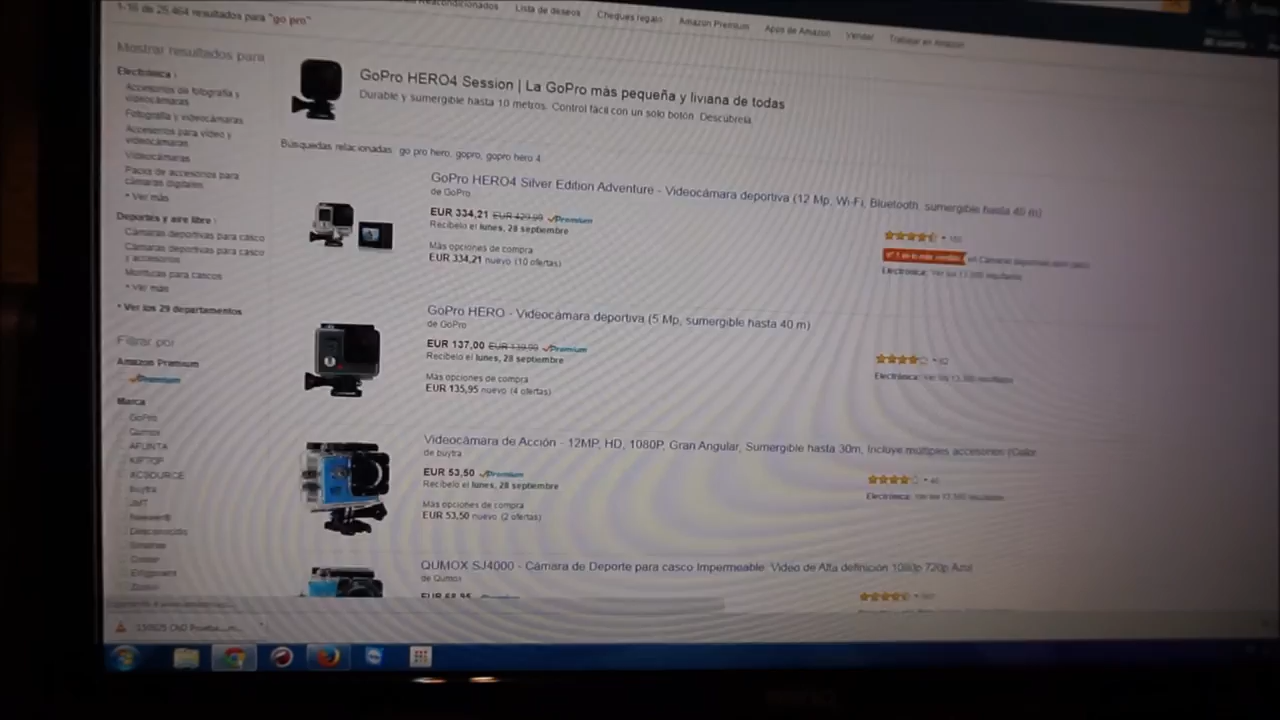 1-16 de 25.464 resultados para "go pro"
Reacondicionados Lista de deseos Cheques regalo Amazon Premium Apps de Amazon Vender Trabajar en Amazon
Mostrar resultados para
Electrónica
Accesorios de fotografía y
videocámaras
Fotografía y videocámaras
Accesorios para vídeo y
videocámaras
Videocámaras
Packs de accesorios para
cámaras digitales
Ver más
Deportes y aire libre
Cámaras deportivas para casco
Cámaras deportivas para casco
y accesorios
Monturas para cascos
Ver más
Ver los 29 departamentos
Filtrar por
Amazon Premium
Premium
Marca
GoPro
Qumox
AFUNTA
ACSOURCE
buytra
GoPro HERO4 Session | La GoPro más pequeña y liviana de todas
Durable y sumergible hasta 10 metros. Control fácil con un solo botón. Descúbrela.
Búsquedas relacionadas: go pro hero, gopro, gopro hero 4.
GoPro HERO4 Silver Edition Adventure - Videocámara deportiva (12 Mp, Wi-Fi, Bluetooth, sumergible hasta 40 m)
de GoPro
EUR 334,21 EUR 429,99 Premium
Recíbelo el lunes, 28 septiembre
Más opciones de compra
EUR 334,21 nuevo (10 ofertas)
GoPro HERO - Videocámara deportiva (5 Mp, sumergible hasta 40 m)
de GoPro
EUR 137,00 EUR 139,99 Premium
Recíbelo el lunes, 28 septiembre
Más opciones de compra
EUR 135,95 nuevo (4 ofertas)
Videocámara de Acción - 12MP, HD, 1080P, Gran Angular, Sumergible hasta 30m, Incluye múltiples accesorios (Color
de buytra
EUR 53,50 Premium
Recíbelo el lunes, 28 septiembre
Más opciones de compra
EUR 53,50 nuevo (2 ofertas)
QUMOX SJ4000 - Cámara de Deporte para casco Impermeable. Video de Alta definición 1080p 720p Azul
de Qumox
EUR 68,95